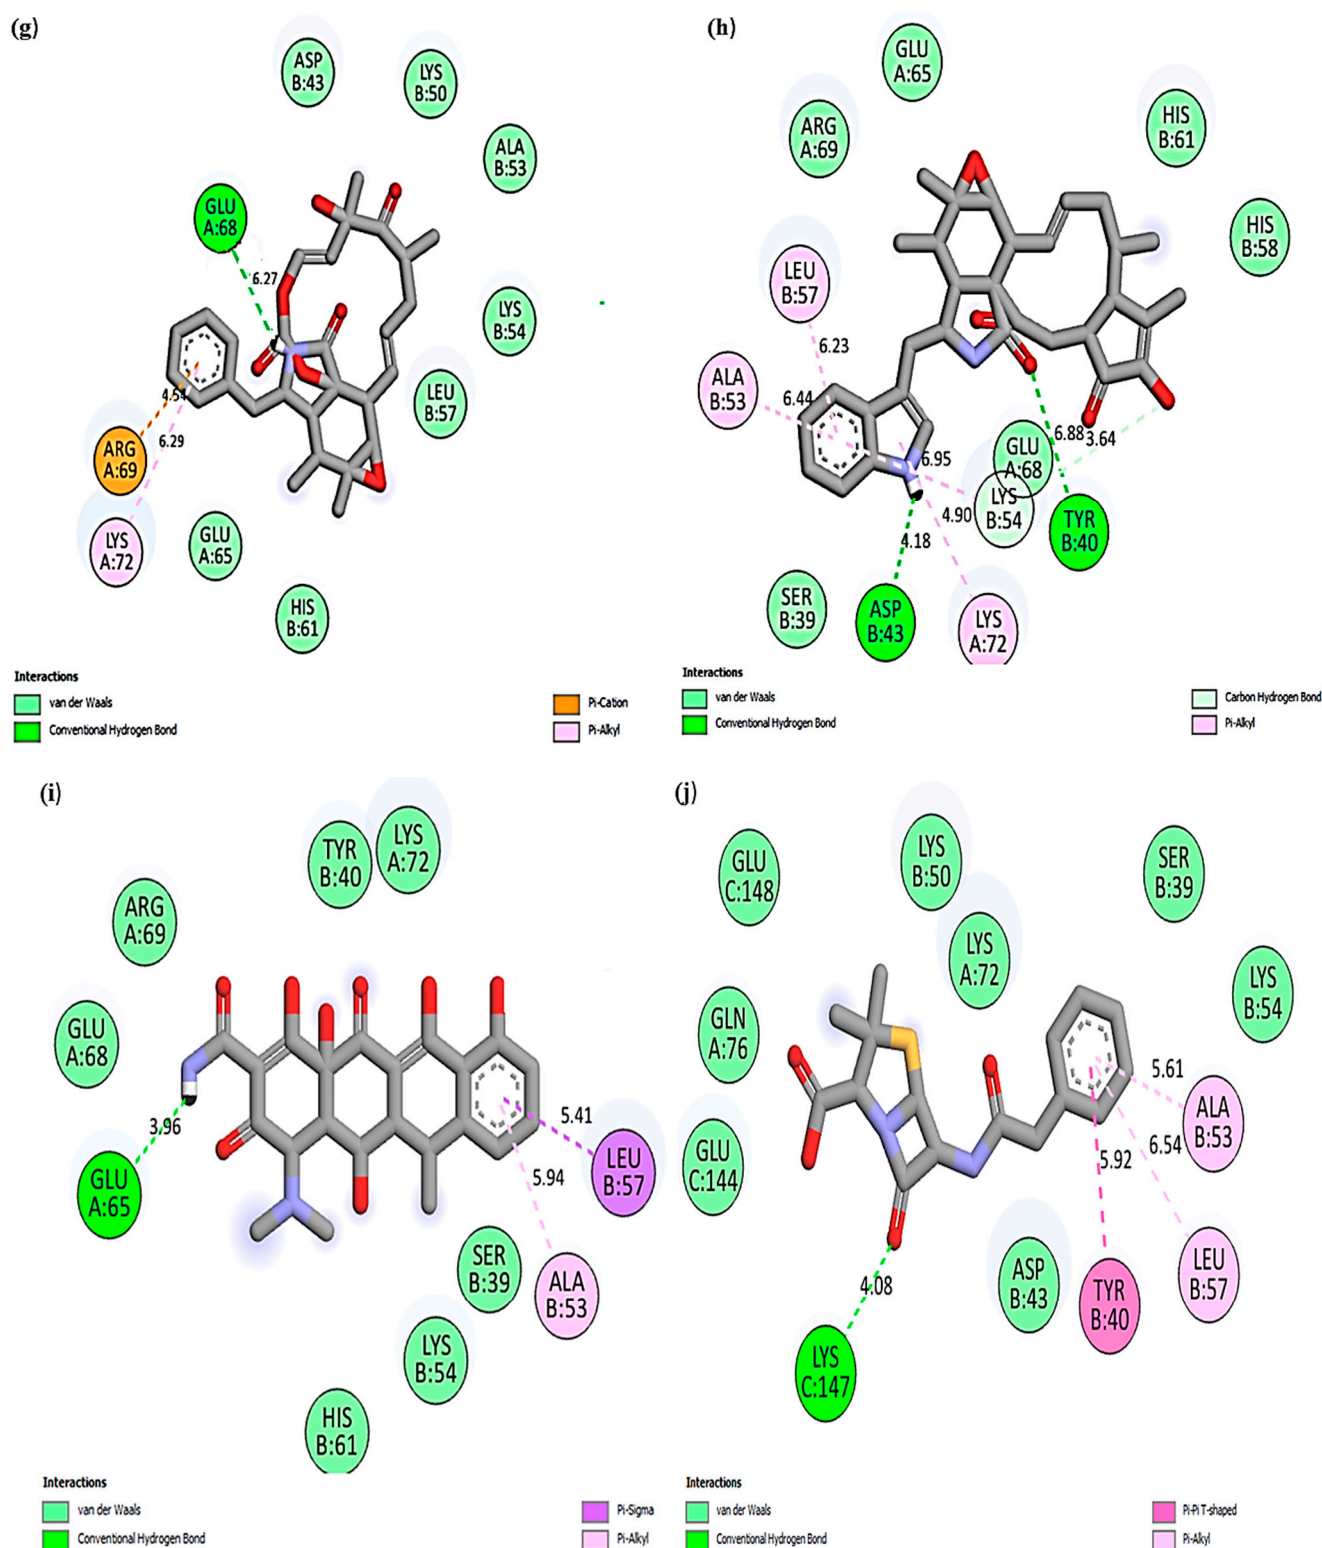 (g)
ASP
B:43
LYS
B:50
ALA
B:53
GLU
A:68
6.27
LYS
B:54
4.54
LEU
B:57
6.29
ARG
A:69
LYS
A:72
GLU
A:65
HIS
B:61
Interactions
van der Waals
Conventional Hydrogen Bond
Pi-Cation
Pi-Alkyl
(h)
GLU
A:65
ARG
A:69
HIS
B:61
HIS
B:58
LEU
B:57
6.23
ALA
B:53
6.44
6.95
GLU
A:68
6.88
3.64
LYS
B:54
4.90
4.18
TYR
B:40
SER
B:39
ASP
B:43
LYS
A:72
Interactions
van der Waals
Conventional Hydrogen Bond
Carbon Hydrogen Bond
Pi-Alkyl
(i)
TYR
B:40
LYS
A:72
ARG
A:69
GLU
A:68
3.96
5.41
GLU
A:65
5.94
LEU
B:57
SER
B:39
ALA
B:53
LYS
B:54
HIS
B:61
Interactions
van der Waals
Conventional Hydrogen Bond
Pi-Sigma
Pi-Alkyl
(j)
GLU
C:148
LYS
B:50
SER
B:39
LYS
A:72
LYS
B:54
GLN
A:76
5.61
ALA
B:53
GLU
C:144
5.92
6.54
4.08
ASP
B:43
TYR
B:40
LEU
B:57
LYS
C:147
Interactions
van der Waals
Conventional Hydrogen Bond
Pi-Pi T-shaped
Pi-Alkyl